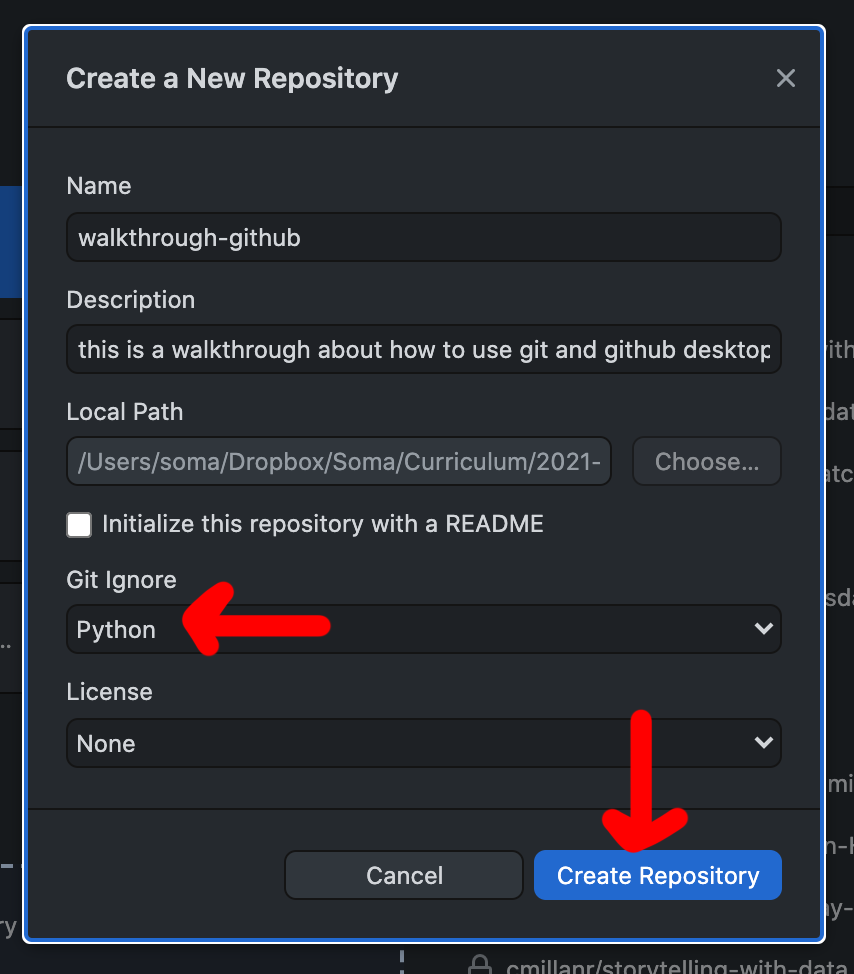 Create a New Repository
Name
walkthrough-github
Description
this is a walkthrough about how to use git and github desktop
Local Path
/Users/soma/Dropbox/Soma/Curriculum/2021-
Choose...
Initialize this repository with a README
Git Ignore
Python
License
None
Cancel
Create Repository
cmillanr/storytelling-with-data